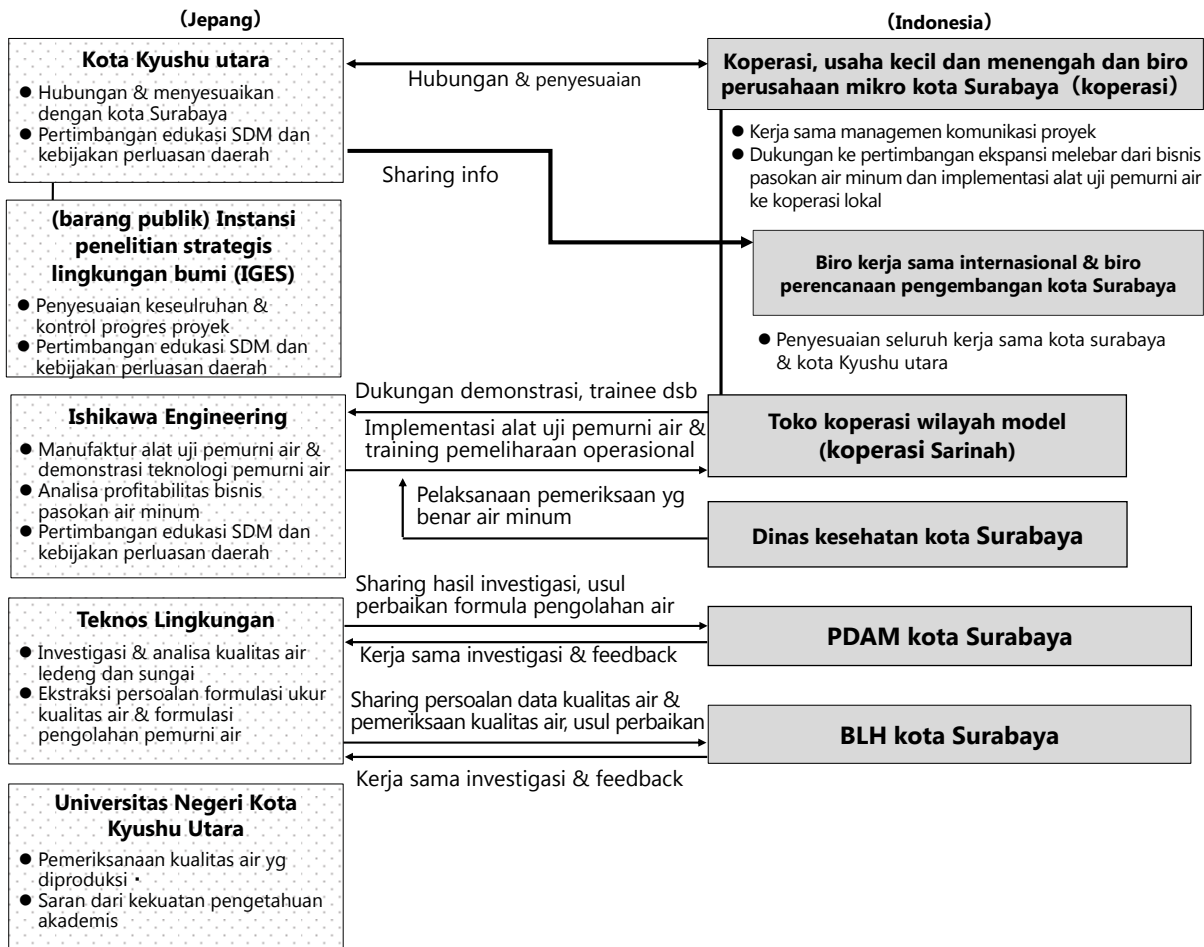 （Jepang）
（Indonesia）
Kota Kyushu utara
● Hubungan & menyesuaikan
dengan kota Surabaya
● Pertimbangan edukasi SDM dan
kebijakan perluasan daerah
Hubungan & penyesuaian
Koperasi, usaha kecil dan menengah dan biro
perusahaan mikro kota Surabaya（koperasi）
● Kerja sama managemen komunikasi proyek
● Dukungan ke pertimbangan ekspansi melebar dari bisnis
pasokan air minum dan implementasi alat uji pemurni air
ke koperasi lokal
Sharing info
(barang publik) Instansi
penelitian strategis
lingkungan bumi (IGES)
● Penyesuaian keseulruhan &
kontrol progres proyek
● Pertimbangan edukasi SDM dan
kebijakan perluasan daerah
Biro kerja sama internasional & biro
perencanaan pengembangan kota Surabaya
● Penyesuaian seluruh kerja sama kota surabaya
& kota Kyushu utara
Ishikawa Engineering
● Manufaktur alat uji pemurni air &
demonstrasi teknologi pemurni air
● Analisa profitabilitas bisnis
pasokan air minum
● Pertimbangan edukasi SDM dan
kebijakan perluasan daerah
Dukungan demonstrasi, trainee dsb
Implementasi alat uji pemurni air &
training pemeliharaan operasional
Pelaksanaan pemeriksaan yg
benar air minum
Toko koperasi wilayah model
(koperasi Sarinah)
Dinas kesehatan kota Surabaya
Teknos Lingkungan
● Investigasi & analisa kualitas air
ledeng dan sungai
● Ekstraksi persoalan formulasi ukur
kualitas air & formulasi
pengolahan pemurni air
Sharing hasil investigasi, usul
perbaikan formula pengolahan air
Kerja sama investigasi & feedback
PDAM kota Surabaya
Sharing persoalan data kualitas air &
pemeriksaan kualitas air, usul perbaikan
Kerja sama investigasi & feedback
BLH kota Surabaya
Universitas Negeri Kota
Kyushu Utara
● Pemeriksanaan kualitas air yg
diproduksi・
● Saran dari kekuatan pengetahuan
akademis